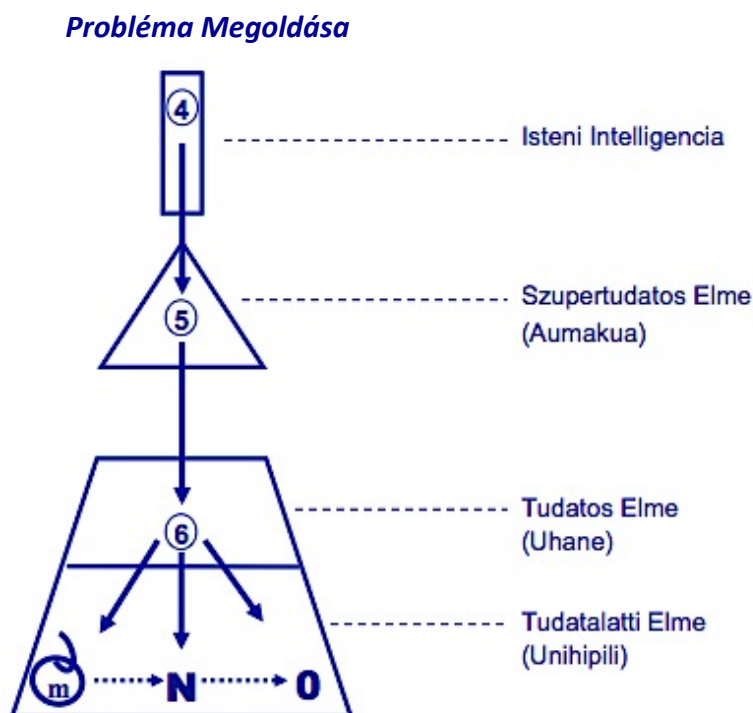 Probléma Megoldása
4
Isteni Intelligencia
5
Szupertudatos Elme
(Aumakua)
6
Tudatos Elme
(Uhane)
Tudatalatti Elme
(Unihipili)
m N 0